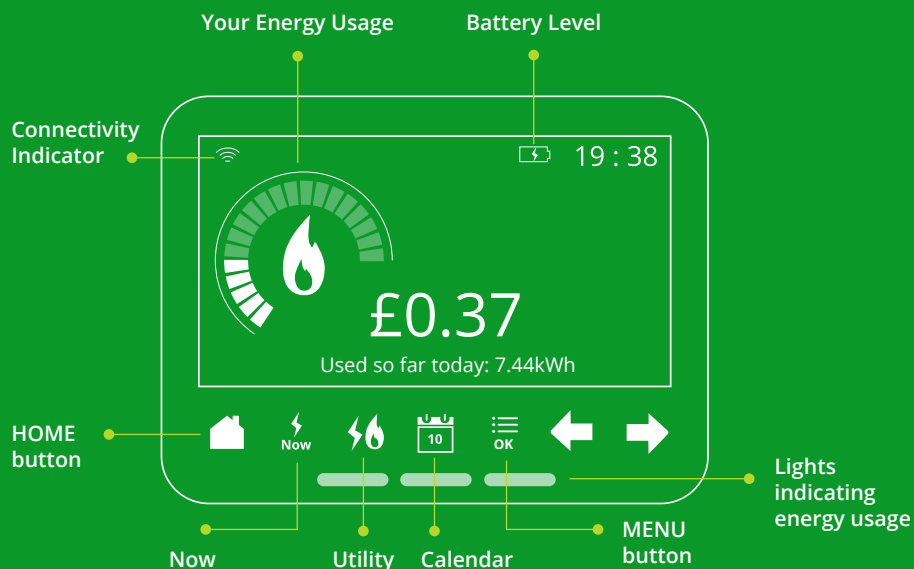 Your Energy Usage
Battery Level
Connectivity
Indicator
19 : 38
£0.37
Used so far today: 7.44kWh
HOME
button
Now
10
OK
Lights
indicating
energy usage
Now
Utility
Calendar
MENU
button